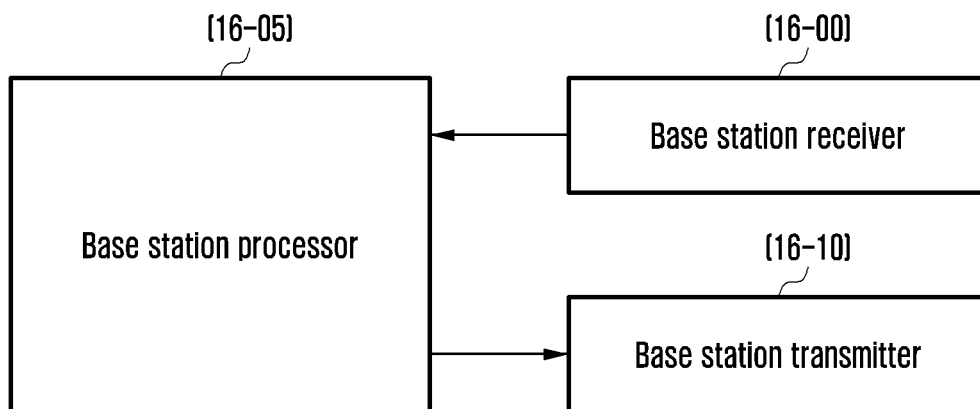 (16-05)
(16-00)
Base station receiver
Base station processor
(16-10)
Base station transmitter